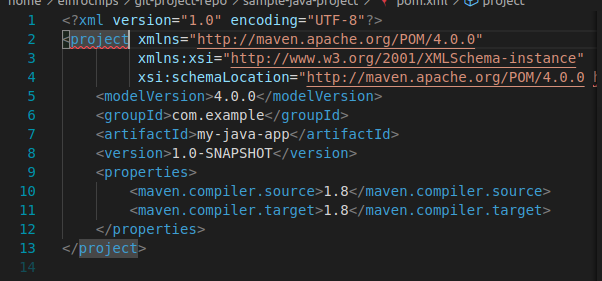 home › einrochips › git-project-repo › sample-java-project › pom.xml › project
1 <?xml version="1.0" encoding="UTF-8"?>
2 <project xmlns="http://maven.apache.org/POM/4.0.0"
3 xmlns:xsi="http://www.w3.org/2001/XMLSchema-instance"
4 xsi:schemaLocation="http://maven.apache.org/POM/4.0.0
5 <modelVersion>4.0.0</modelVersion>
6 <groupId>com.example</groupId>
7 <artifactId>my-java-app</artifactId>
8 <version>1.0-SNAPSHOT</version>
9 <properties>
10 <maven.compiler.source>1.8</maven.compiler.source>
11 <maven.compiler.target>1.8</maven.compiler.target>
12 </properties>
13 </project>
14